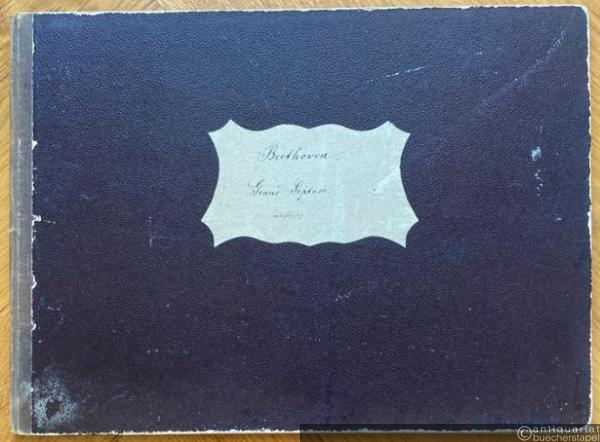 Beethoven.
Grand Septuor
©antiquariat
buecherstapel